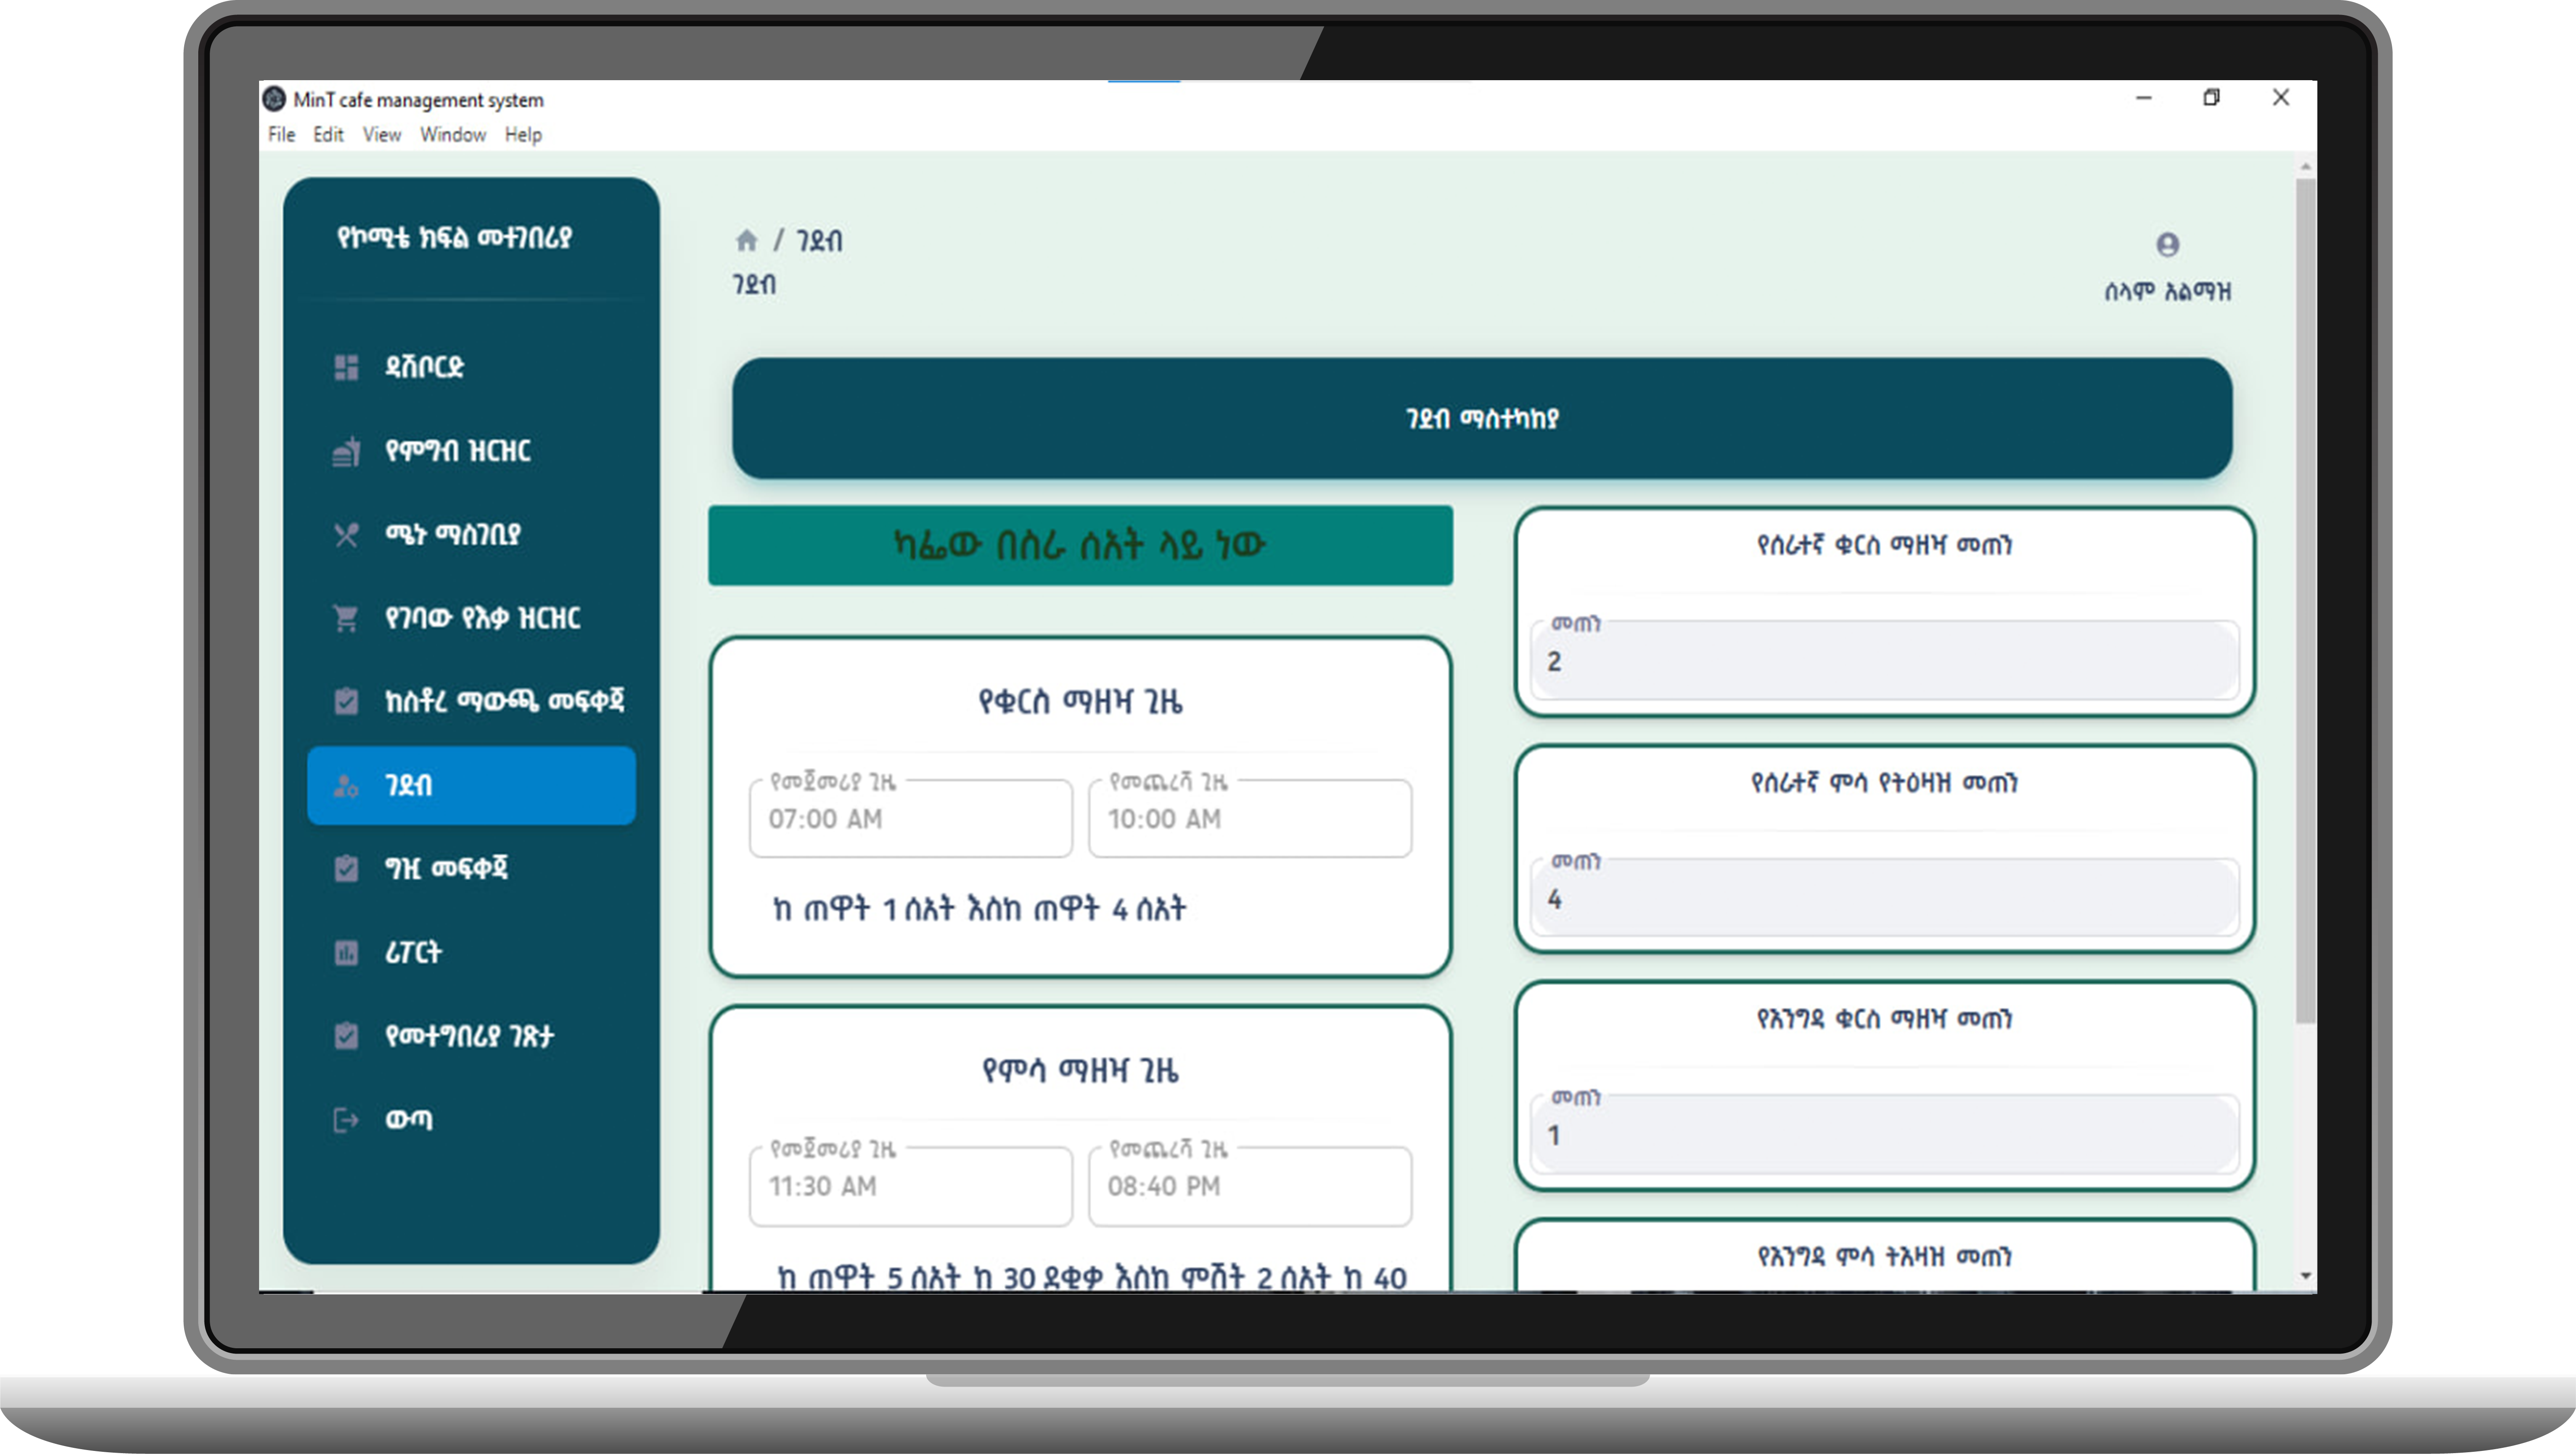 MinT cafe management system
File Edit View Window Help
የኮሚቴ ክፍል መተገበሪያ
ዳሽቦርድ
የምግብ ዝርዝር
ሜኑ ማስገቢያ
የገባው የእቃ ዝርዝር
ከስቶረ ማውጫ መፍቀጃ
ገደብ
ግዢ መፍቀጃ
ሪፖርት
የመተግበሪያ ገጽታ
ውጣ
/ ገደብ
ገደብ
ሰላም አልማዝ
ገደብ ማስተካከያ
ካፌው በስራ ሰአት ላይ ነው
የቁርስ ማዘዣ ጊዜ
የመጀመሪያ ጊዜ
07:00 AM
የመጨረሻ ጊዜ
10:00 AM
ከ ጠዋት 1 ሰአት እስከ ጠዋት 4 ሰአት
የምሳ ማዘዣ ጊዜ
የመጀመሪያ ጊዜ
11:30 AM
የመጨረሻ ጊዜ
08:40 PM
ከ ጠዋት 5 ሰአት ከ 30 ደቂቃ እስከ ምሽት 2 ሰአት ከ 40
የሰራተኛ ቁርስ ማዘዣ መጠን
መጠን
2
የሰራተኛ ምሳ የትዕዛዝ መጠን
መጠን
4
የእንግዳ ቁርስ ማዘዣ መጠን
መጠን
1
የእንግዳ ምሳ ትእዛዝ መጠን